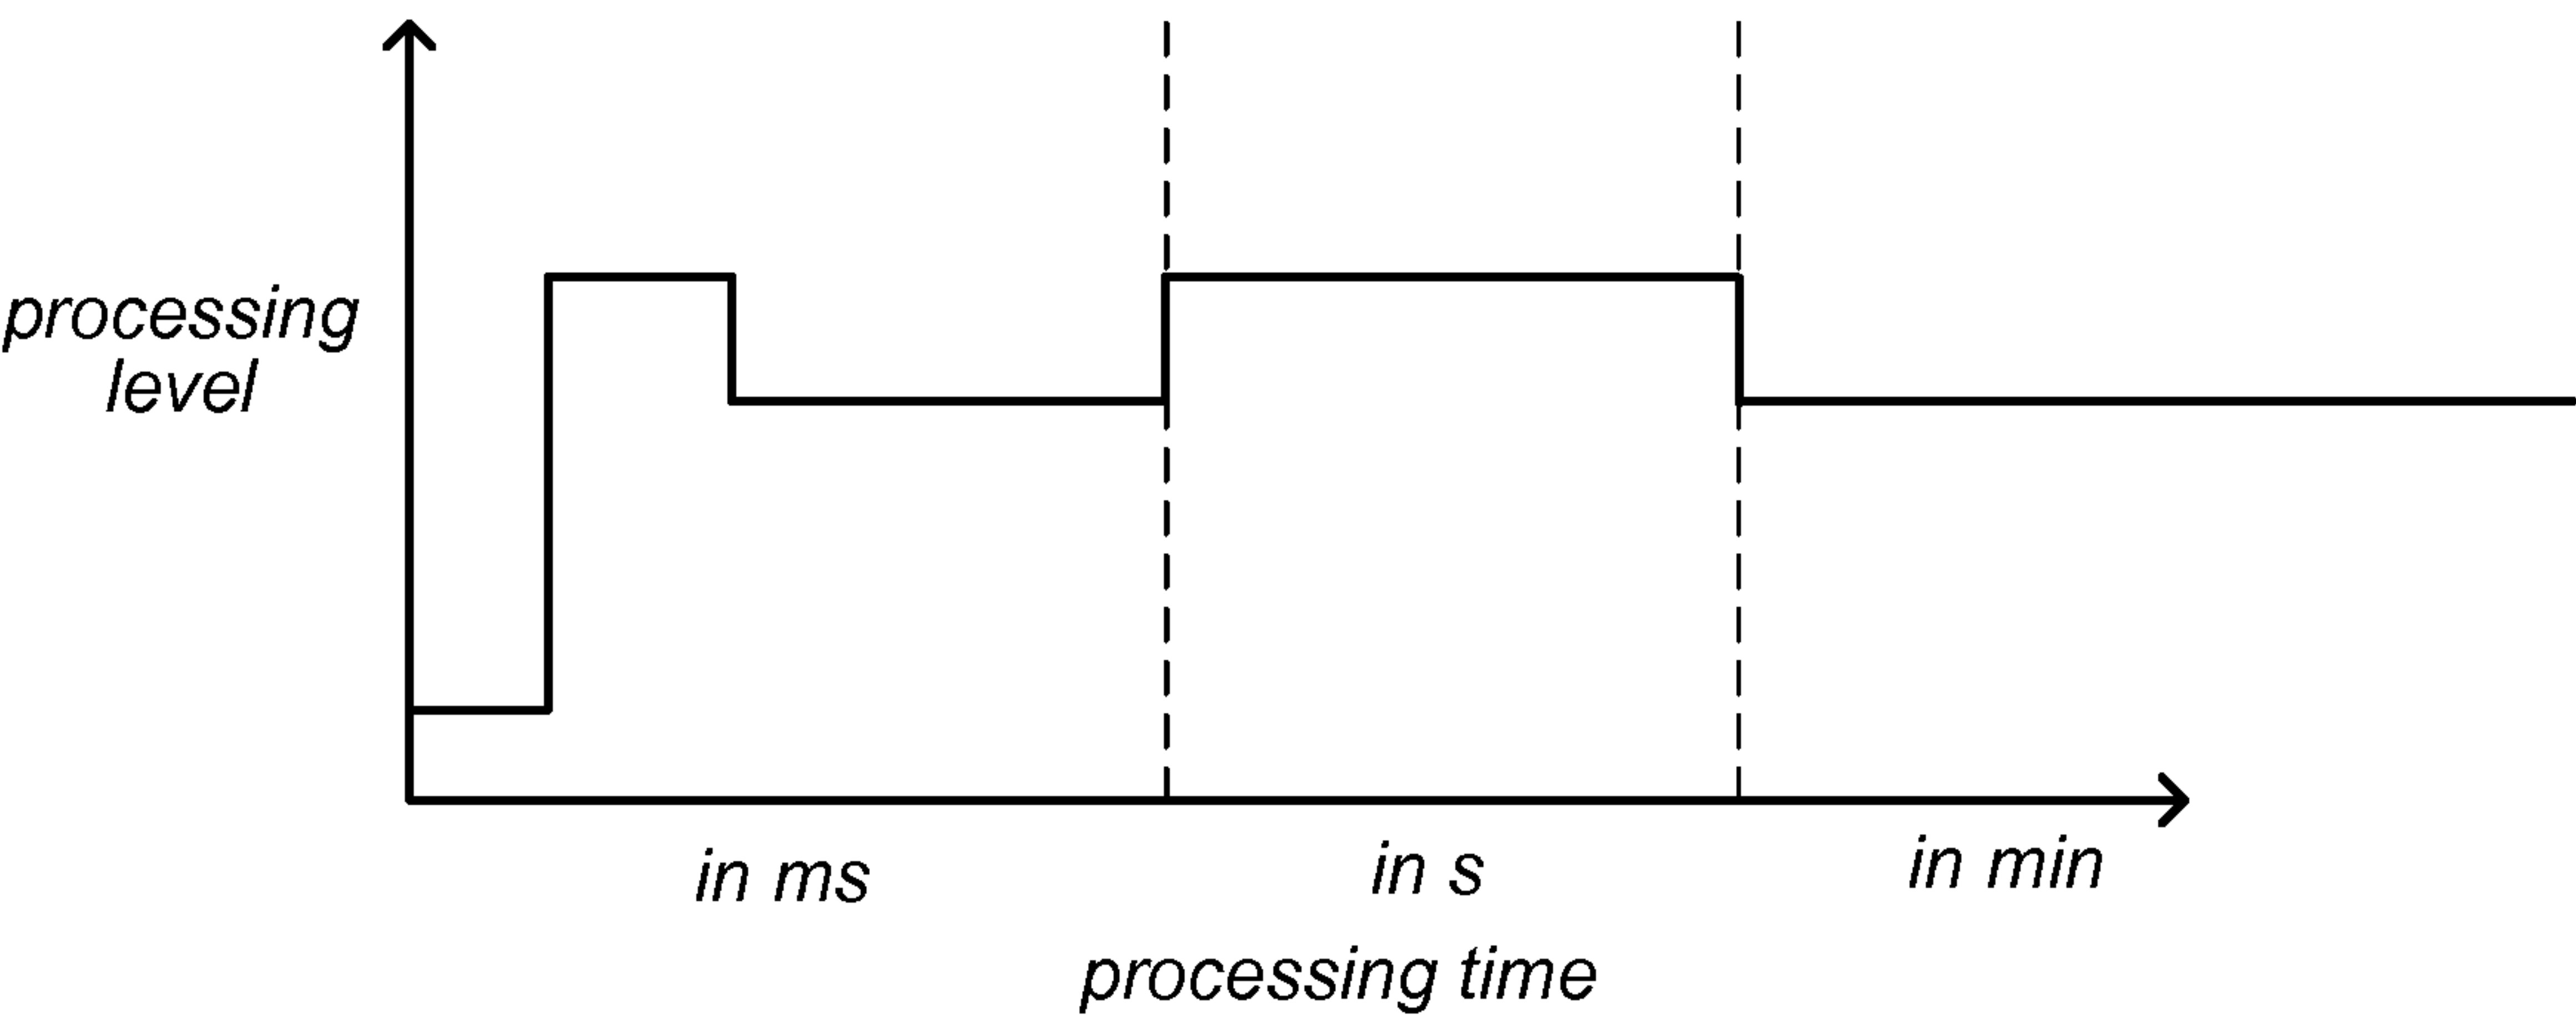 processing
level
in ms
in s
in min
processing time